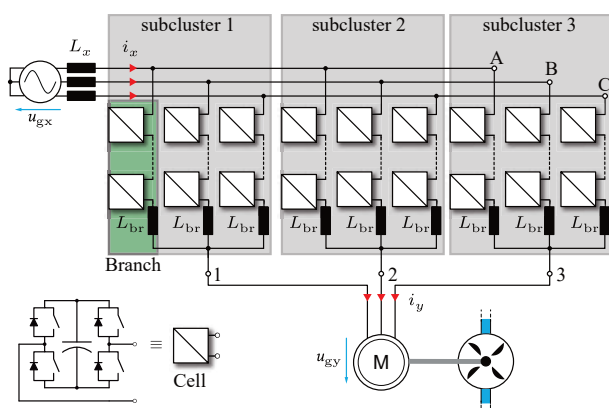 subcluster 1 subcluster 2 subcluster 3
L_x i_x A
B
C
u_gx
L_br L_br L_br L_br L_br L_br L_br L_br L_br
Branch
1 2 3
i_y
u_gy M
≡
Cell